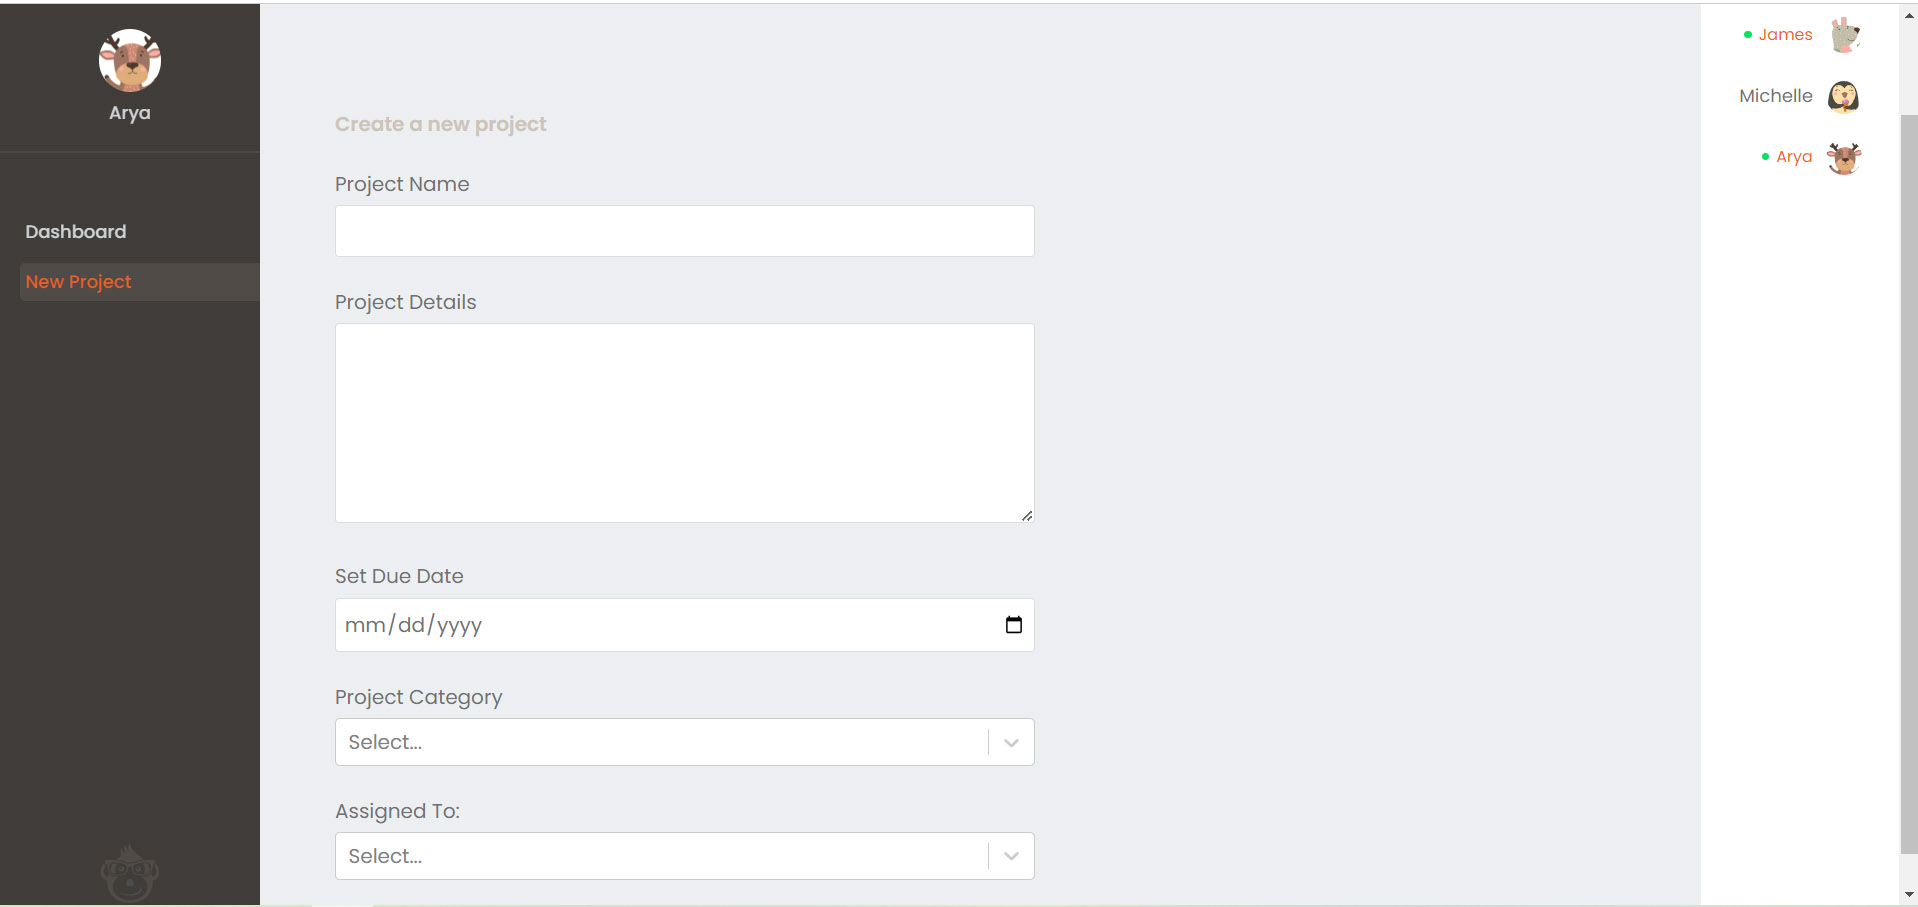 Arya
Dashboard
New Project
Create a new project
Project Name
Project Details
Set Due Date
mm/dd/yyyy
Project Category
Select...
Assigned To:
Select...
James
Michelle
Arya